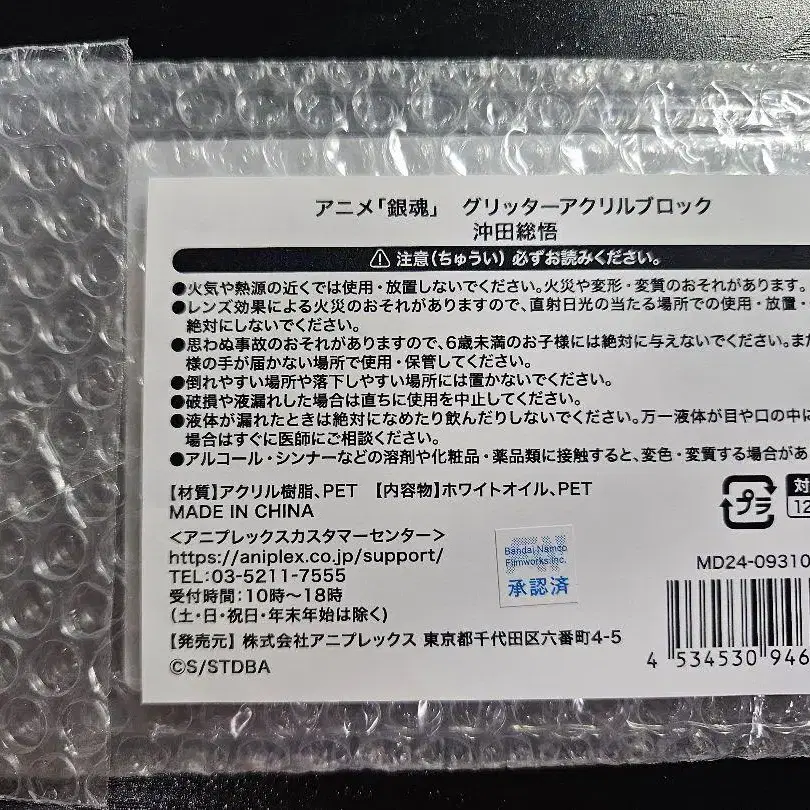 アニメ「銀魂」 グリッターアクリルブロック
沖田総悟
注意(ちゅうい) 必ずお読みください。
●火気や熱源の近くでは使用・放置しないでください。火災や変形・変質のおそれがあります。
●レンズ効果による火災のおそれがありますので、直射日光の当たる場所での使用・放置・
絶対にしないでください。
●思わぬ事故のおそれがありますので、6歳未満のお子様には絶対に与えないでください。また
様の手が届かない場所で使用・保管してください。
●倒れやすい場所や落下しやすい場所には置かないでください。
●破損や液漏れした場合は直ちに使用を中止してください。
●液体が漏れたときは絶対になめたり飲んだりしないでください。万一液体が目や口の中に
場合はすぐに医師にご相談ください。
●アルコール・シンナーなどの溶剤や化粧品・薬品類に接触すると、変色・変質する場合があ
【材質】アクリル樹脂、PET 【内容物】ホワイトオイル、PET
MADE IN CHINA
プラ
対
12
<アニプレックスカスタマーセンター>
https://aniplex.co.jp/support/
TEL:03-5211-7555
受付時間:10時〜18時
(土・日・祝日・年末年始は除く)
Bandai Namco
Filmworks Inc.
承認済
MD24-09310
【発売元】 株式会社アニプレックス 東京都千代田区六番町4-5
©S/STDBA
4 534530 946